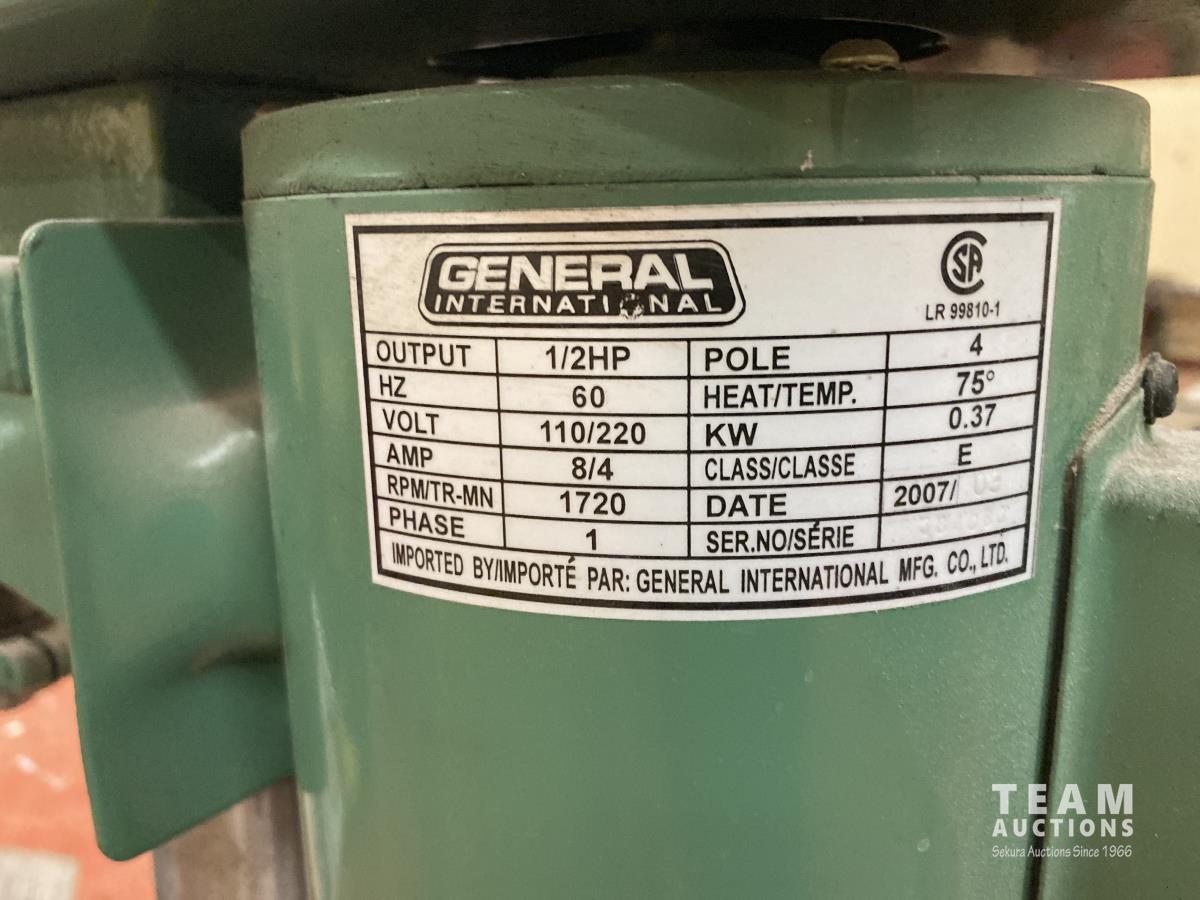 GENERAL
INTERNATIONAL
SA
LR 99810-1
OUTPUT 1/2HP POLE 4
HZ 60 HEAT/TEMP. 75°
VOLT 110/220 KW 0.37
AMP 8/4 CLASS/CLASSE E
RPM/TR-MN 1720 DATE 2007/
PHASE 1 SER.NO/SÉRIE
IMPORTED BY/IMPORTÉ PAR: GENERAL INTERNATIONAL MFG. CO., LTD.
TEAM
AUCTIONS
Sekura Auctions Since 1966